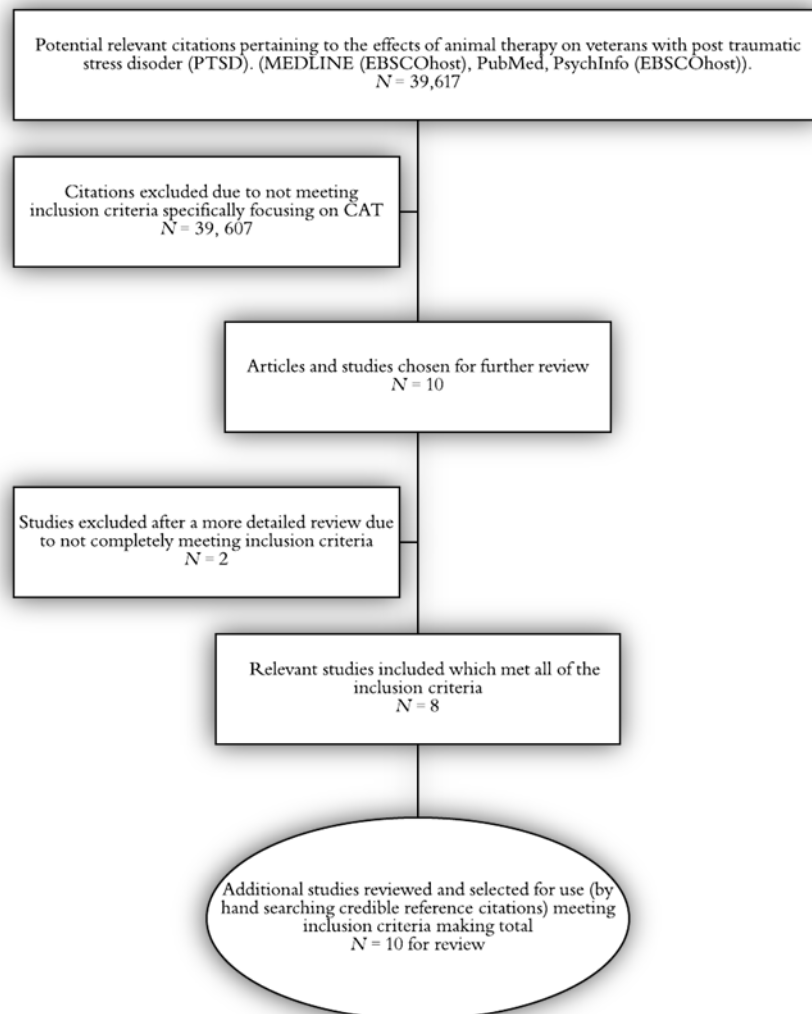 Potential relevant citations pertaining to the effects of animal therapy on veterans with post traumatic
stress disoder (PTSD). (MEDLINE (EBSCOhost), PubMed, PsychInfo (EBSCOhost)).
N = 39,617
Citations excluded due to not meeting
inclusion criteria specifically focusing on CAT
N = 39, 607
Articles and studies chosen for further review
N = 10
Studies excluded after a more detailed review due
to not completely meeting inclusion criteria
N = 2
Relevant studies included which met all of the
inclusion criteria
N = 8
Additional studies reviewed and selected for use (by
hand searching credible reference citations) meeting
inclusion criteria making total
N = 10 for review